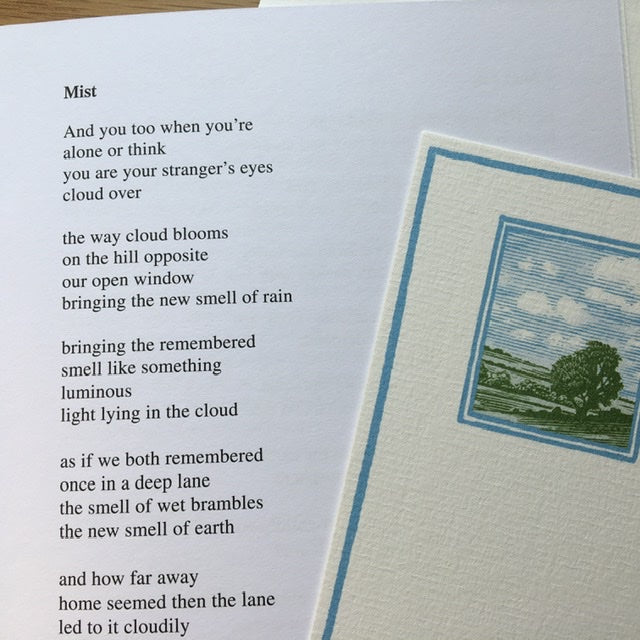 Mist
And you too when you're
alone or think
you are your stranger's eyes
cloud over
the way cloud blooms
on the hill opposite
our open window
bringing the new smell of rain
bringing the remembered
smell like something
luminous
light lying in the cloud
as if we both remembered
once in a deep lane
the smell of wet brambles
the new smell of earth
and how far away
home seemed then the lane
led to it cloudily